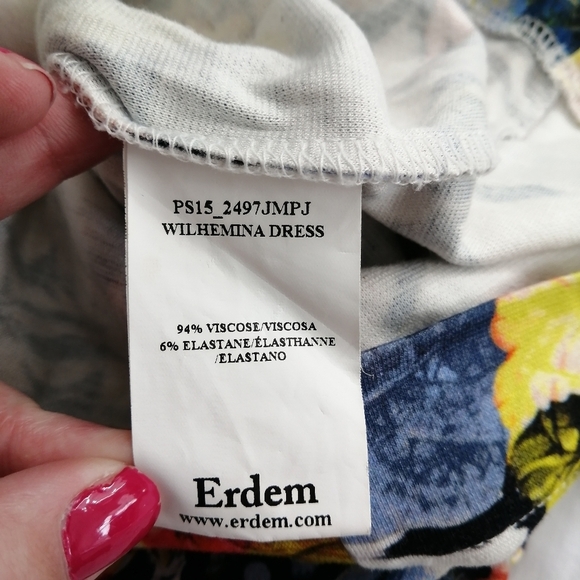 PS15_2497JMPJ
WILHEMINA DRESS
94% VISCOSE/VISCOSA
6% ELASTANE/ÉLASTHANNE
/ELASTANO
Erdem
www.erdem.com